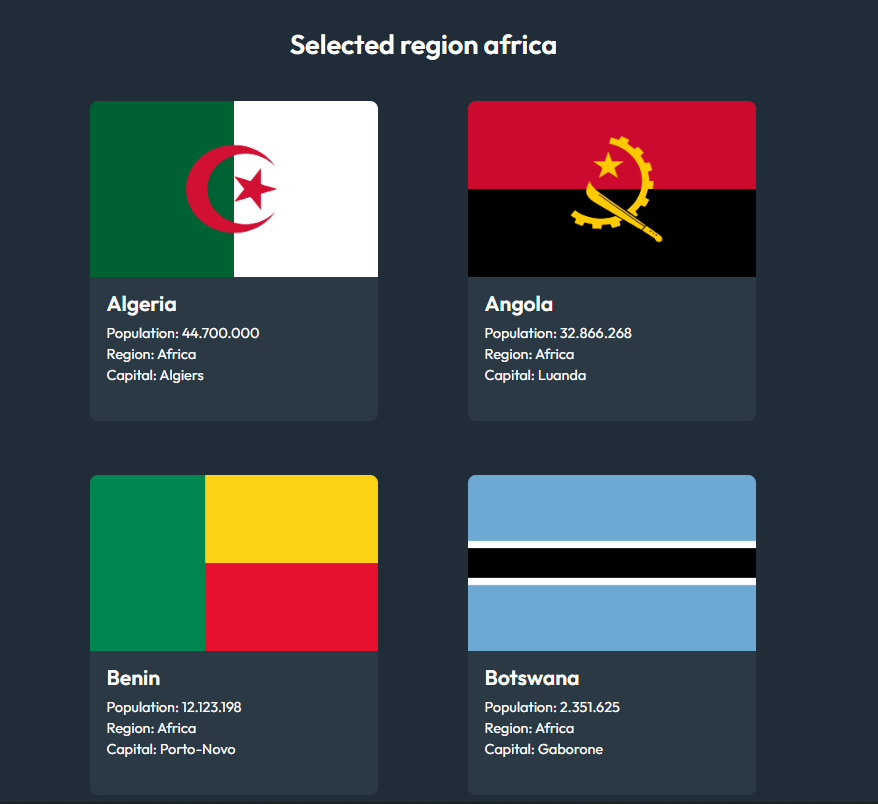 Selected region africa
Algeria
Population: 44.700.000
Region: Africa
Capital: Algiers
Angola
Population: 32.866.268
Region: Africa
Capital: Luanda
Benin
Population: 12.123.198
Region: Africa
Capital: Porto-Novo
Botswana
Population: 2.351.625
Region: Africa
Capital: Gaborone